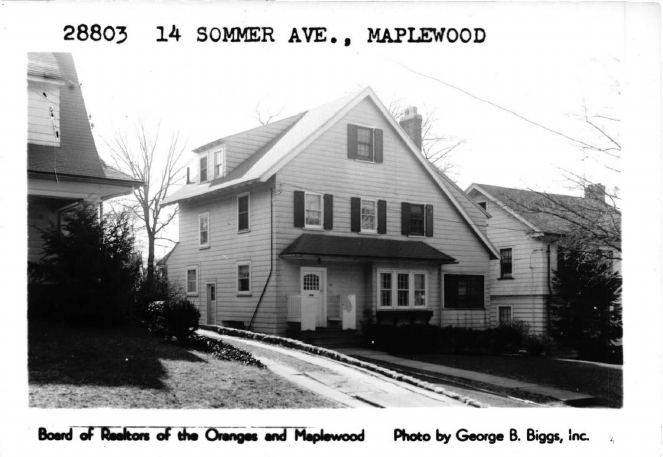 28803 14 SOMMER AVE., MAPLEWOOD
Board of Realtors of the Oranges and Maplewood Photo by George B. Biggs, Inc.